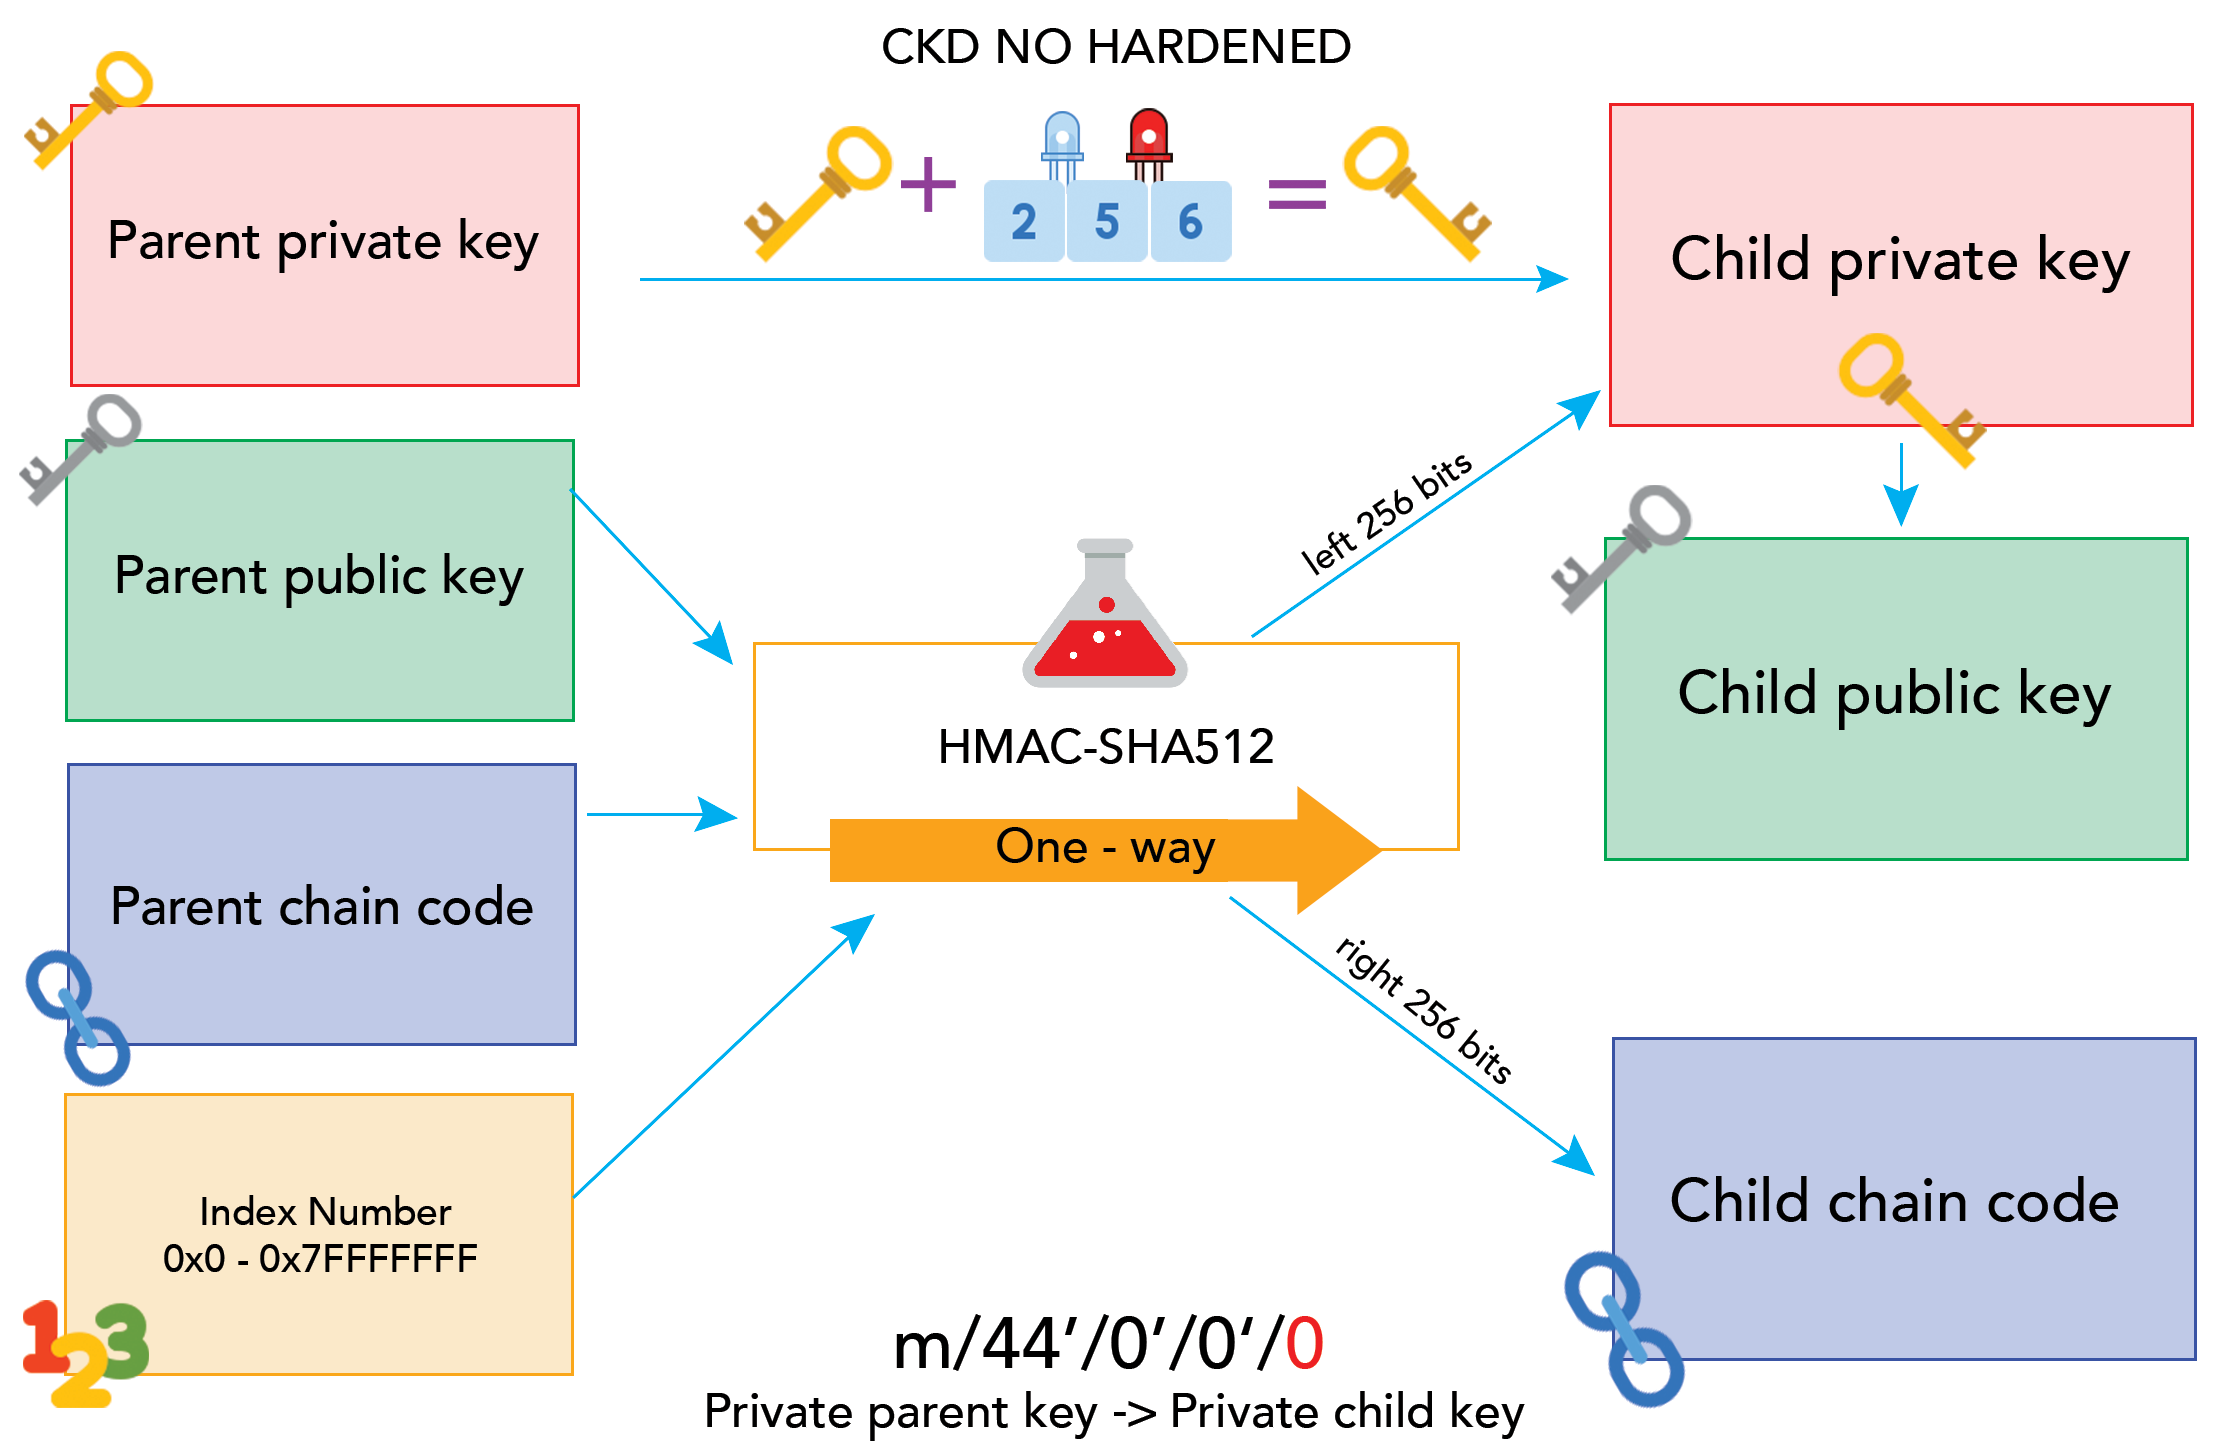 CKD NO HARDENED
Parent private key
+
2 5 6
=
Child private key
Parent public key
left 256 bits
Child public key
HMAC-SHA512
One - way
Parent chain code
right 256 bits
Index Number
0x0 - 0x7FFFFFFF
123
Child chain code
m/44’/0’/0‘/0
Private parent key -> Private child key